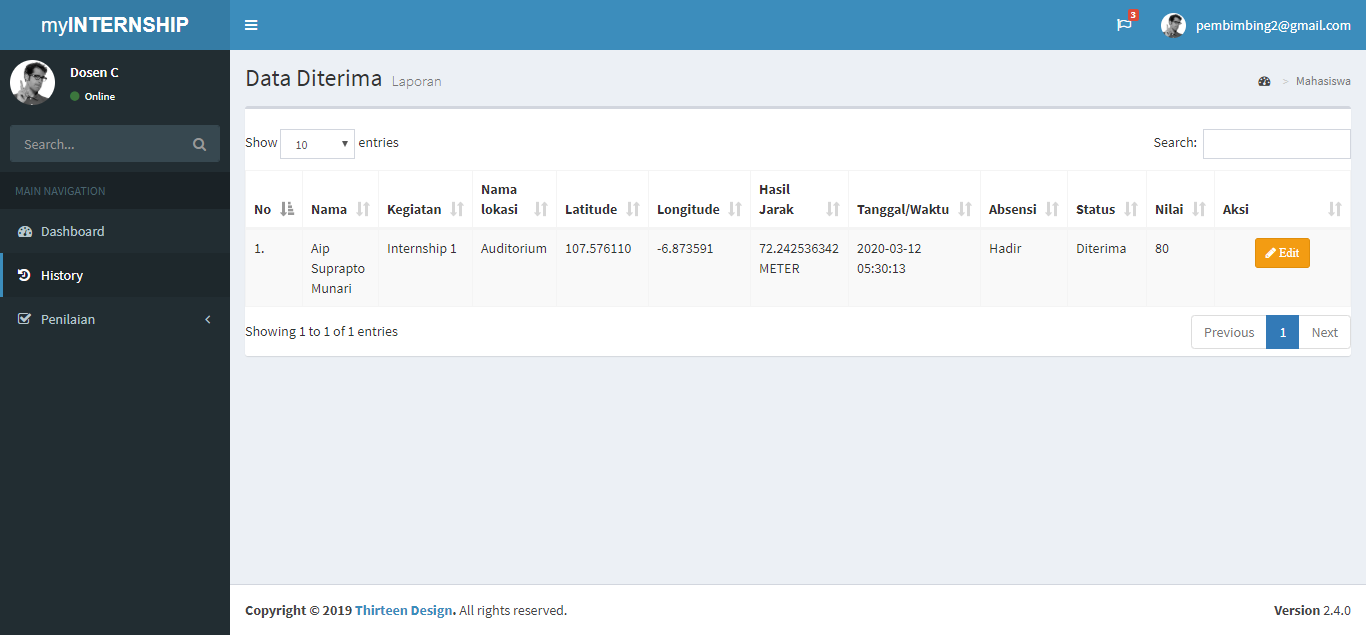 myINTERNSHIP
3
pembimbing2@gmail.com
Dosen C
Online
Search...
MAIN NAVIGATION
Dashboard
History
Penilaian
Data Diterima Laporan
> Mahasiswa
Show 10 entries
Search:
No Nama Kegiatan Nama lokasi Latitude Longitude Hasil Jarak Tanggal/Waktu Absensi Status Nilai Aksi
1. Aip Suprapto Munari Internship 1 Auditorium 107.576110 -6.873591 72.242536342 METER 2020-03-12 05:30:13 Hadir Diterima 80 Edit
Showing 1 to 1 of 1 entries
Previous 1 Next
Copyright © 2019 Thirteen Design. All rights reserved.
Version 2.4.0